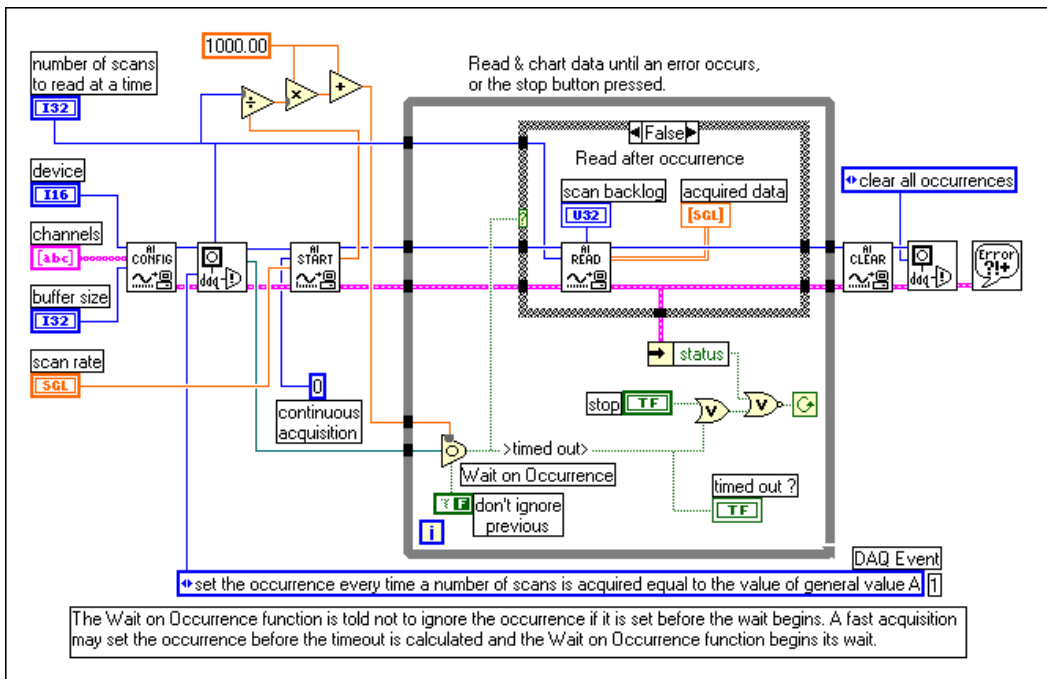 1000.00
number of scans
to read at a time
I32
÷
×
+
Read & chart data until an error occurs,
or the stop button pressed.
False
Read after occurrence
device
I16
scan backlog
U32
acquired data
[SGL]
clear all occurrences
channels
[abc]
AI
CONFIG
ddq
AI
START
?
AI
READ
AI
CLEAR
ddq
Error
?!+
buffer size
I32
scan rate
SGL
0
continuous
acquisition
status
stop
TF
V
V
>timed out>
Wait on Occurrence
timed out ?
TF
? F
don't ignore
previous
i
DAQ Event
set the occurrence every time a number of scans is acquired equal to the value of general value A
1
The Wait on Occurrence function is told not to ignore the occurrence if it is set before the wait begins. A fast acquisition
may set the occurrence before the timeout is calculated and the Wait on Occurrence function begins its wait.